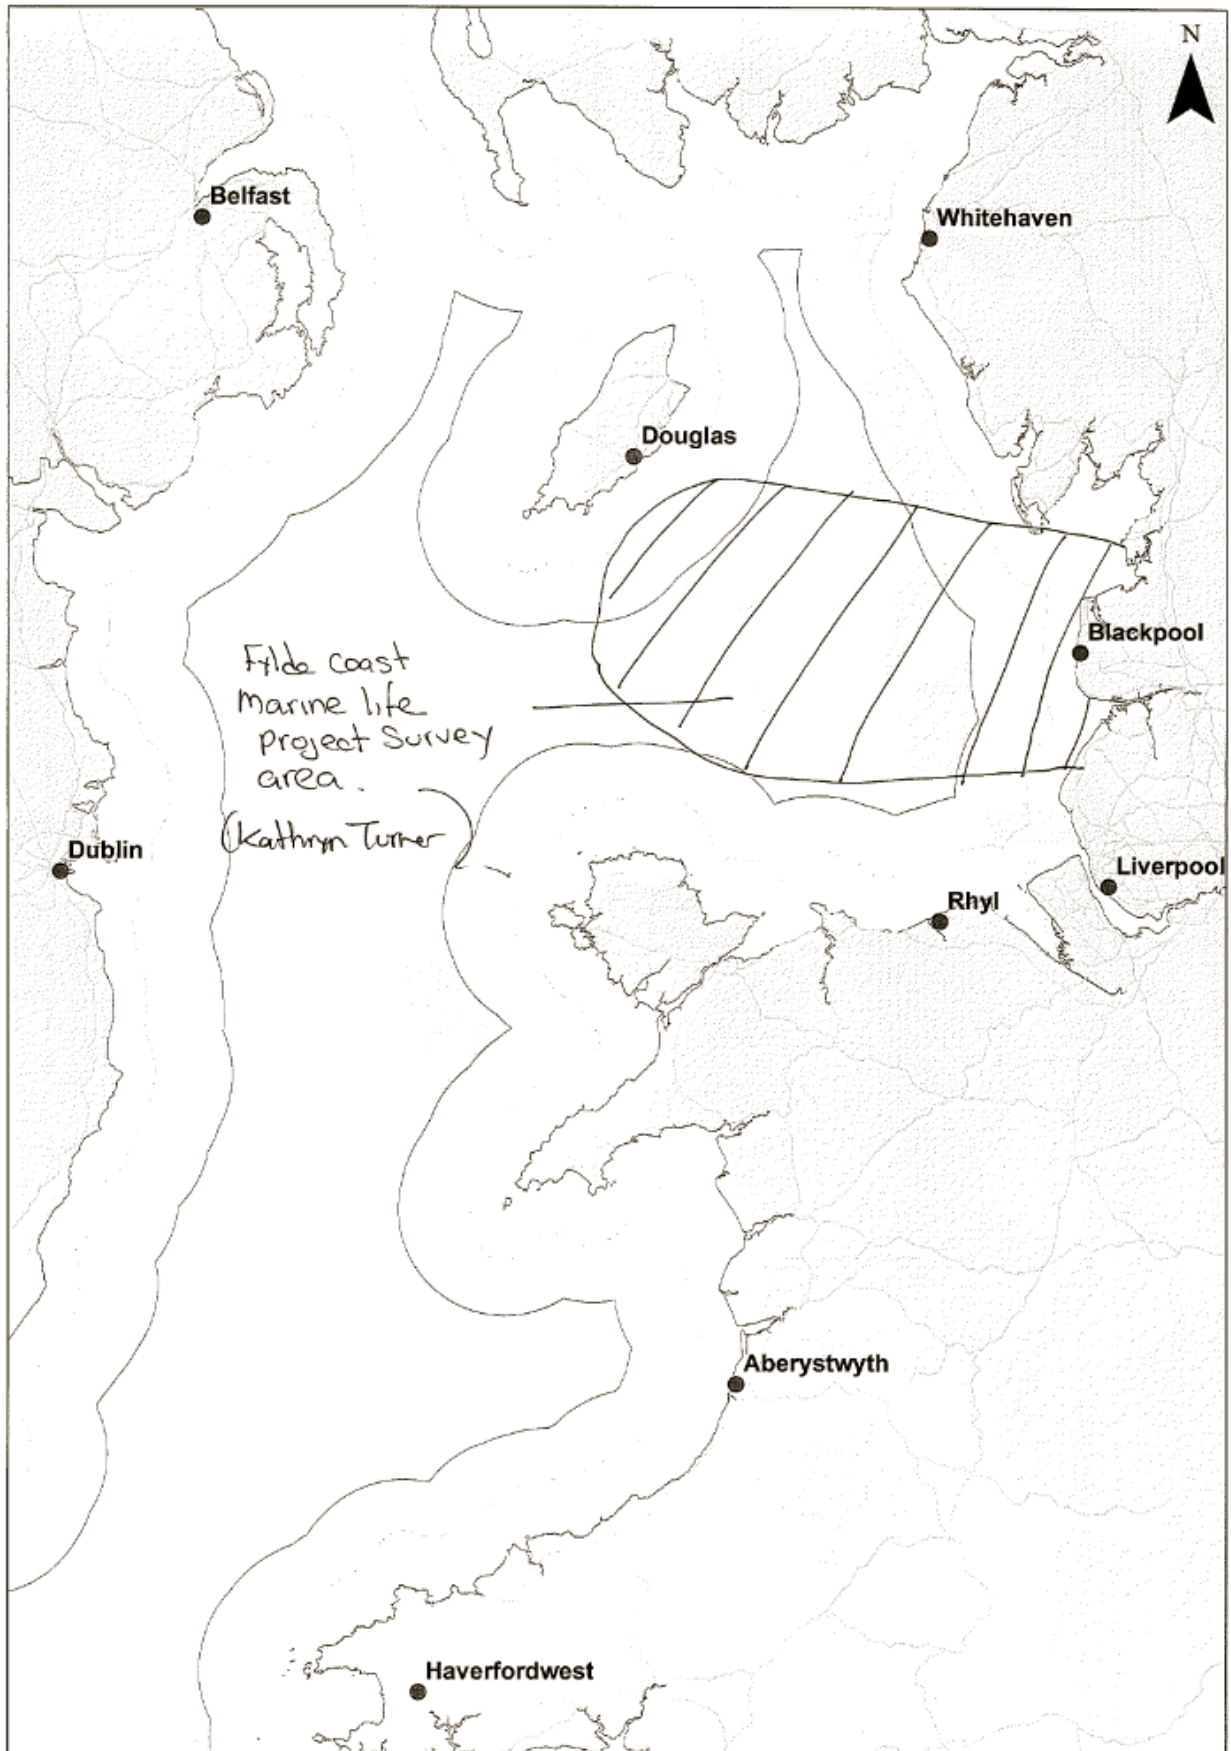 N
Belfast
Whitehaven
Douglas
Fylde coast
marine life
project Survey
area.
(Kathryn Turner)
Blackpool
Dublin
Liverpool
Rhyl
Aberystwyth
Haverfordwest